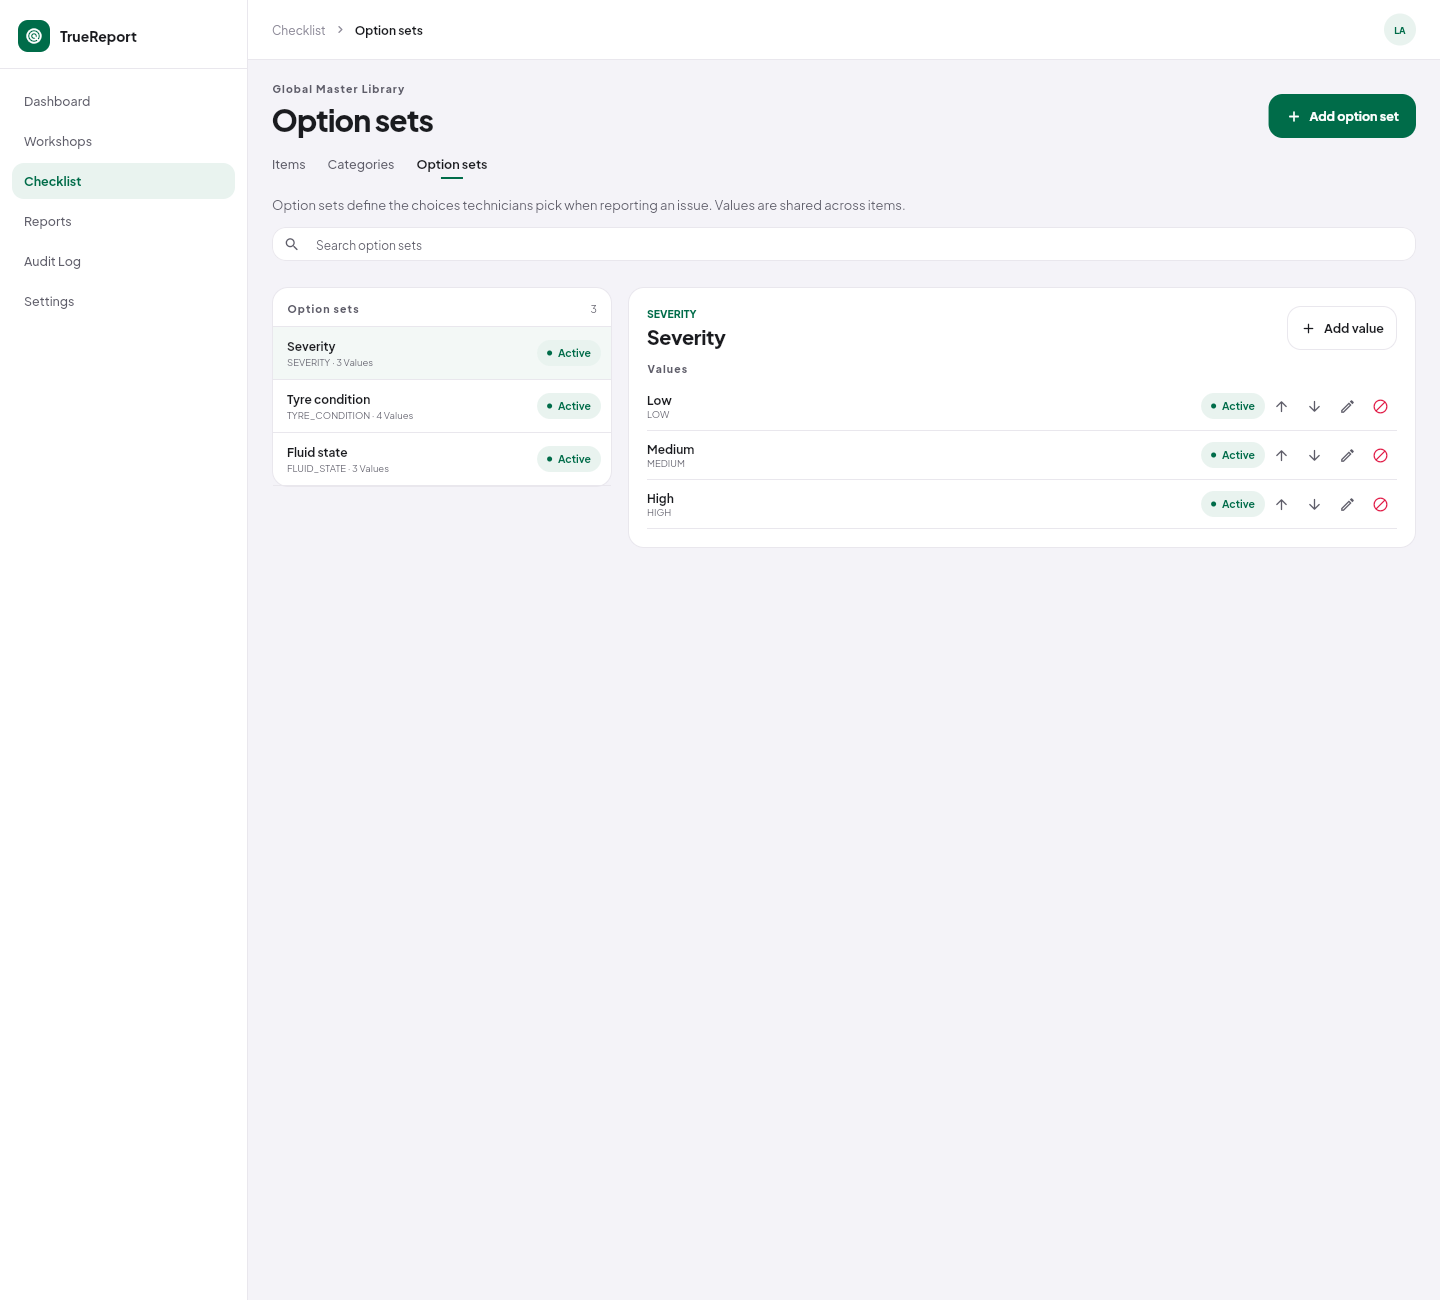 TrueReport
Dashboard
Workshops
Checklist
Reports
Audit Log
Settings
Checklist > Option sets
LA
Global Master Library
Option sets
+ Add option set
Items Categories Option sets
Option sets define the choices technicians pick when reporting an issue. Values are shared across items.
Search option sets
Option sets 3
Severity
SEVERITY · 3 Values
Active
Tyre condition
TYRE_CONDITION · 4 Values
Active
Fluid state
FLUID_STATE · 3 Values
Active
SEVERITY
Severity
+ Add value
Values
Low
LOW
Active
Medium
MEDIUM
Active
High
HIGH
Active